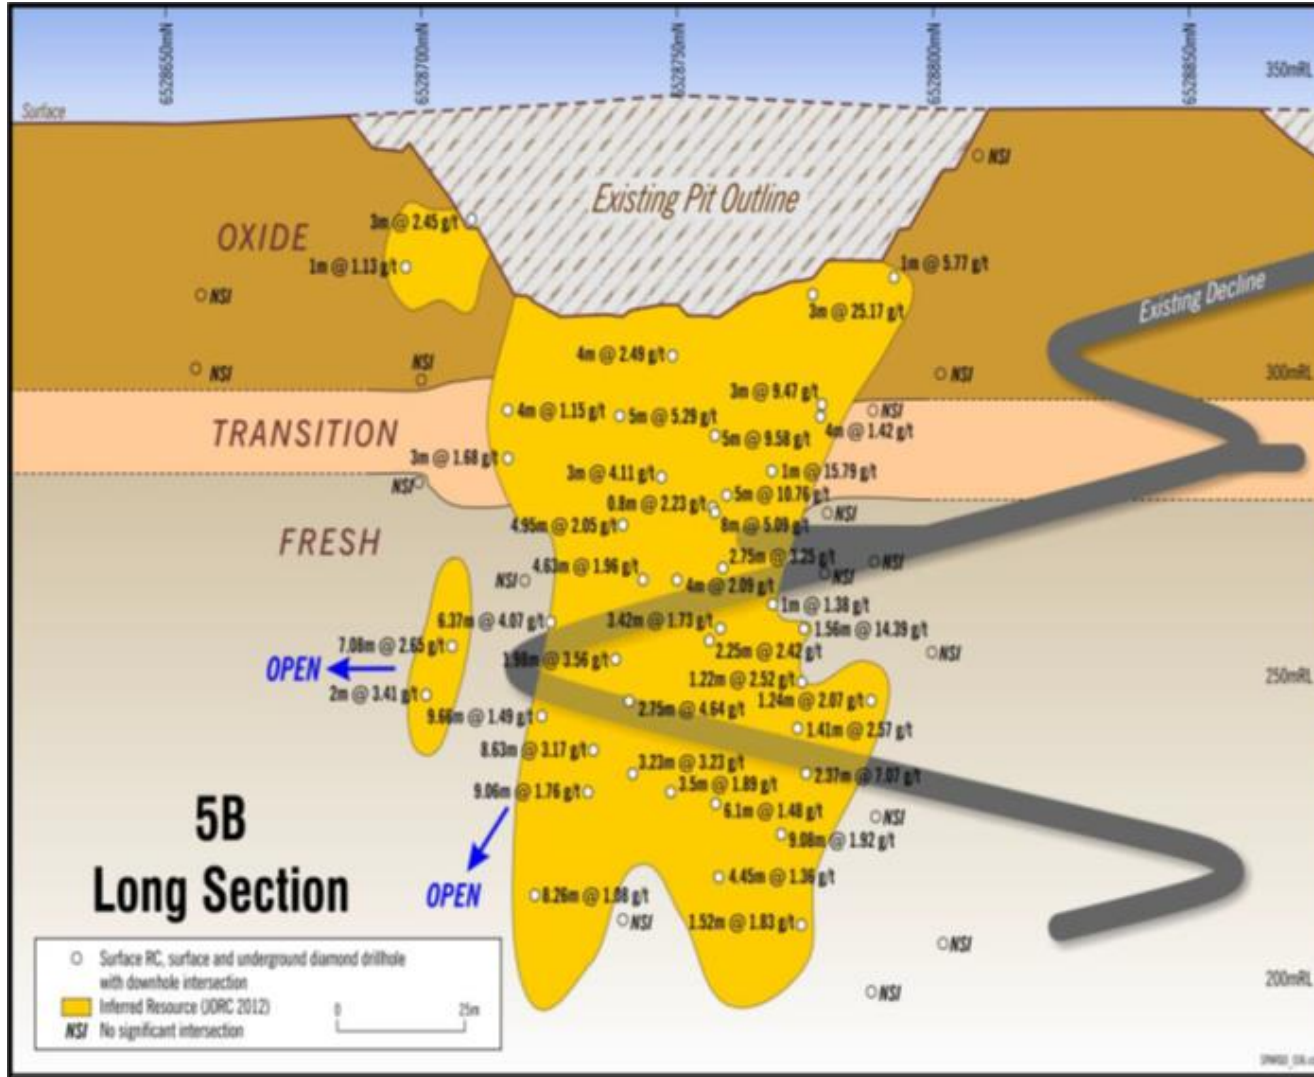 6528650mN
6528700mN
6528750mN
6528800mN
6528850mN
350mRL
Surface
NSI
Existing Pit Outline
3m @ 2.45 g/t
OXIDE
1m @ 1.13 g/t
1m @ 5.77 g/t
Existing Decline
NSI
3m @ 25.17 g/t
4m @ 2.49 g/t
NSI
NSI
NSI
300mRL
3m @ 9.47 g/t
4m @ 1.15 g/t
5m @ 5.29 g/t
NSI
TRANSITION
5m @ 9.58 g/t
4m @ 1.42 g/t
3m @ 1.68 g/t
3m @ 4.11 g/t
1m @ 15.79 g/t
NSI
5m @ 10.76 g/t
0.8m @ 2.23 g/t
4.95m @ 2.05 g/t
8m @ 5.09 g/t
NSI
FRESH
2.75m @ 3.25 g/t
NSI
NSI
4.63m @ 1.96 g/t
4m @ 2.09 g/t
NSI
1m @ 1.38 g/t
6.37m @ 4.07 g/t
3.42m @ 1.73 g/t
1.56m @ 14.39 g/t
7.08m @ 2.65 g/t
2.25m @ 2.42 g/t
NSI
OPEN
1.98m @ 3.56 g/t
250mRL
1.22m @ 2.52 g/t
2m @ 3.41 g/t
1.24m @ 2.07 g/t
9.66m @ 1.49 g/t
2.75m @ 4.64 g/t
1.41m @ 2.57 g/t
8.63m @ 3.17 g/t
3.23m @ 3.23 g/t
2.37m @ 7.07 g/t
9.06m @ 1.76 g/t
3.5m @ 1.89 g/t
6.1m @ 1.48 g/t
NSI
9.08m @ 1.92 g/t
5B
Long Section
OPEN
4.45m @ 1.36 g/t
8.26m @ 1.08 g/t
NSI
1.52m @ 1.83 g/t
NSI
NSI
200mRL
Surface RC, surface and underground diamond drillhole
with downhole intersection
Inferred Resource (JORC 2012)
NSI No significant intersection
0 25m